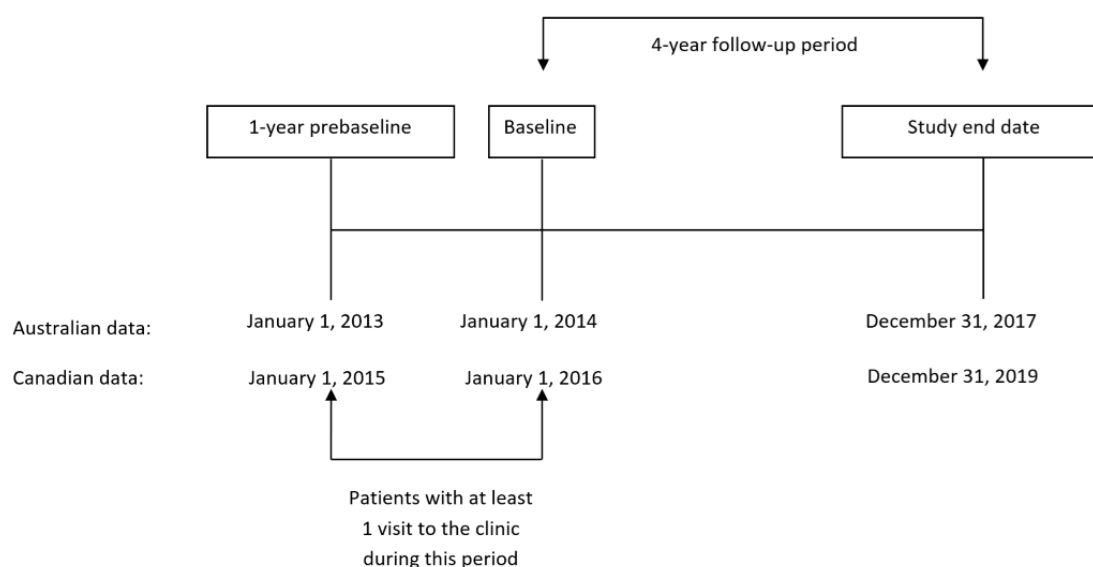 4-year follow-up period
1-year prebaseline
Baseline
Study end date
Australian data:
January 1, 2013
January 1, 2014
December 31, 2017
Canadian data:
January 1, 2015
January 1, 2016
December 31, 2019
Patients with at least
1 visit to the clinic
during this period